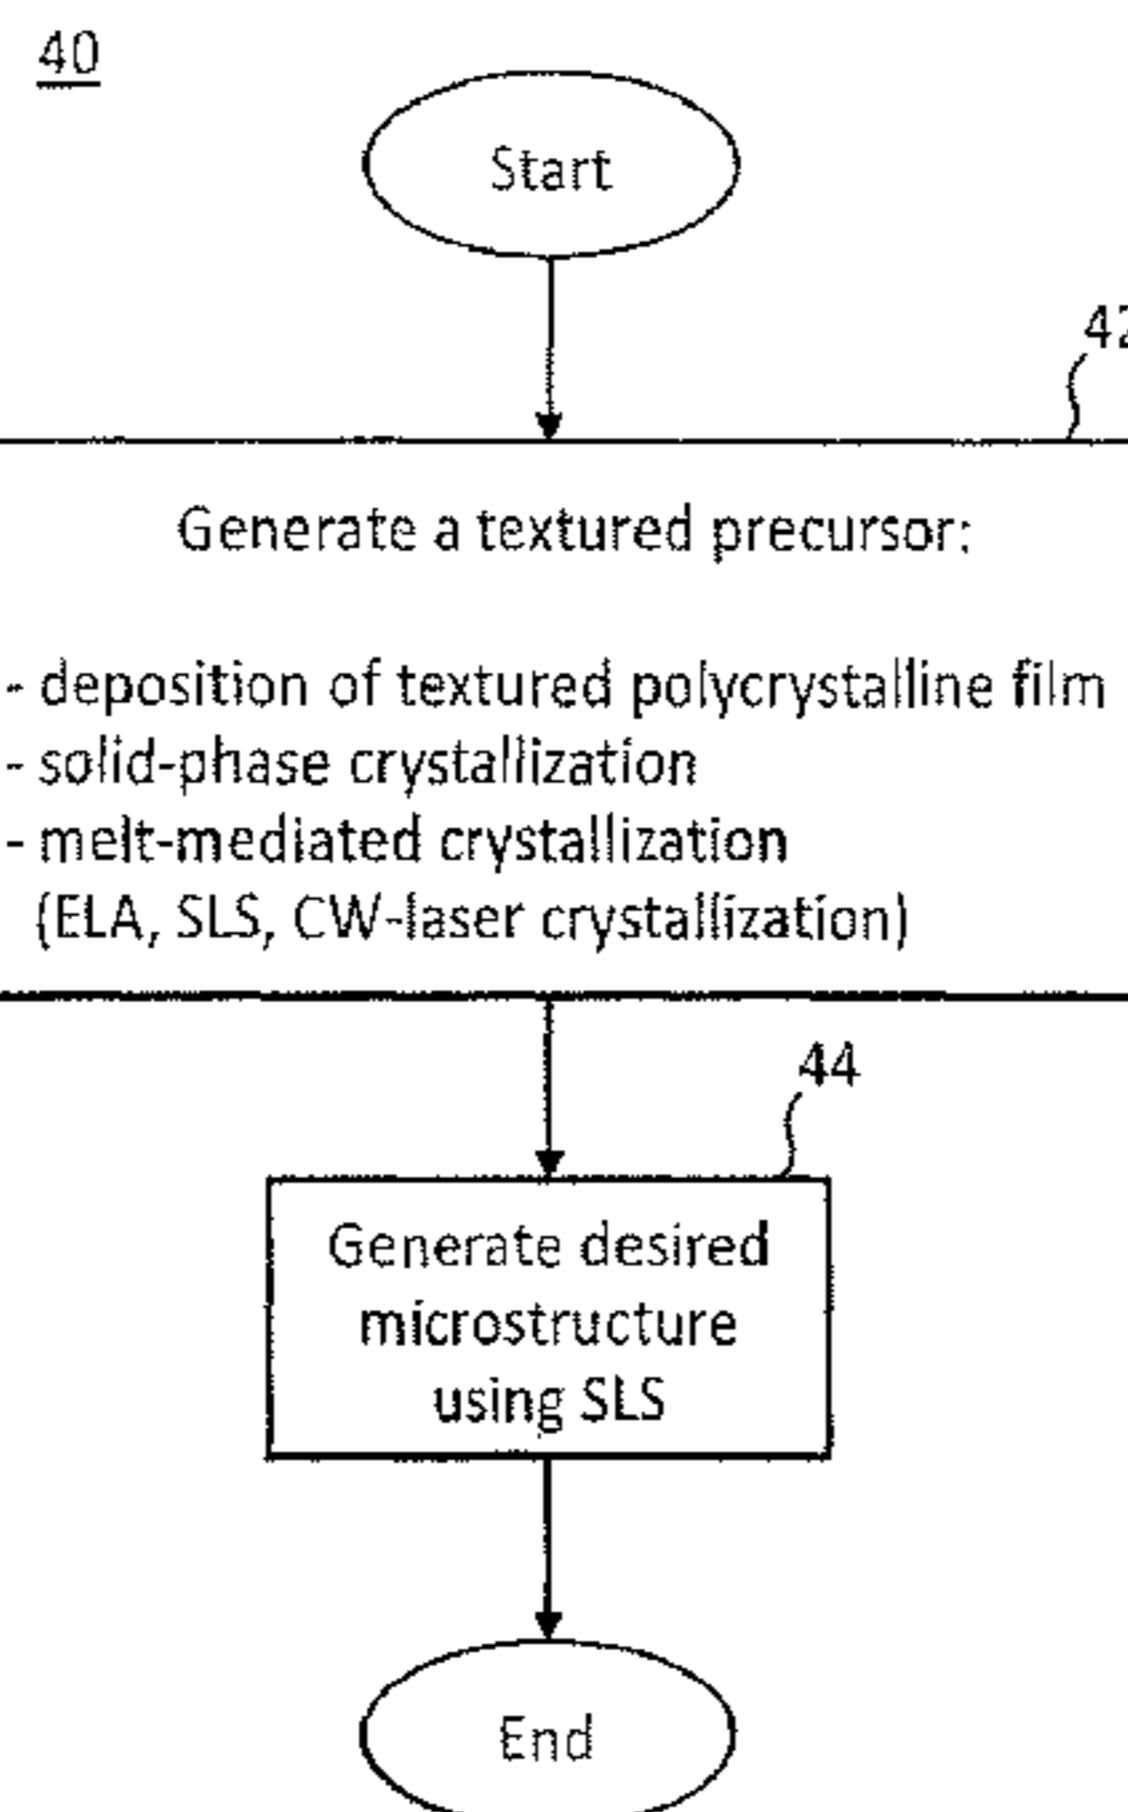 40
Start
42
Generate a textured precursor:
- deposition of textured polycrystalline film
- solid-phase crystallization
- melt-mediated crystallization
(ELA, SLS, CW-laser crystallization)
44
Generate desired
microstructure
using SLS
End